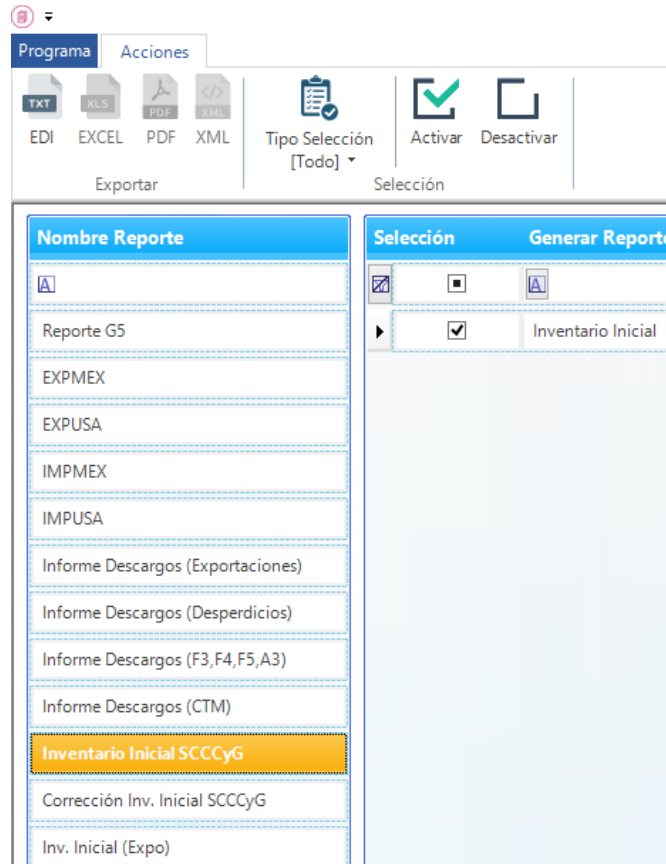 Programa Acciones
TXT XLS PDF XML
EDI EXCEL PDF XML
Tipo Selección
[Todo]
Activar Desactivar
Exportar Selección
Nombre Reporte
A
Reporte G5
EXPMEX
EXPUSA
IMPMEX
IMPUSA
Informe Descargos (Exportaciones)
Informe Descargos (Desperdicios)
Informe Descargos (F3,F4,F5,A3)
Informe Descargos (CTM)
Inventario Inicial SCCCyG
Corrección Inv. Inicial SCCCyG
Inv. Inicial (Expo)
Selección Generar Reporte
A
Inventario Inicial